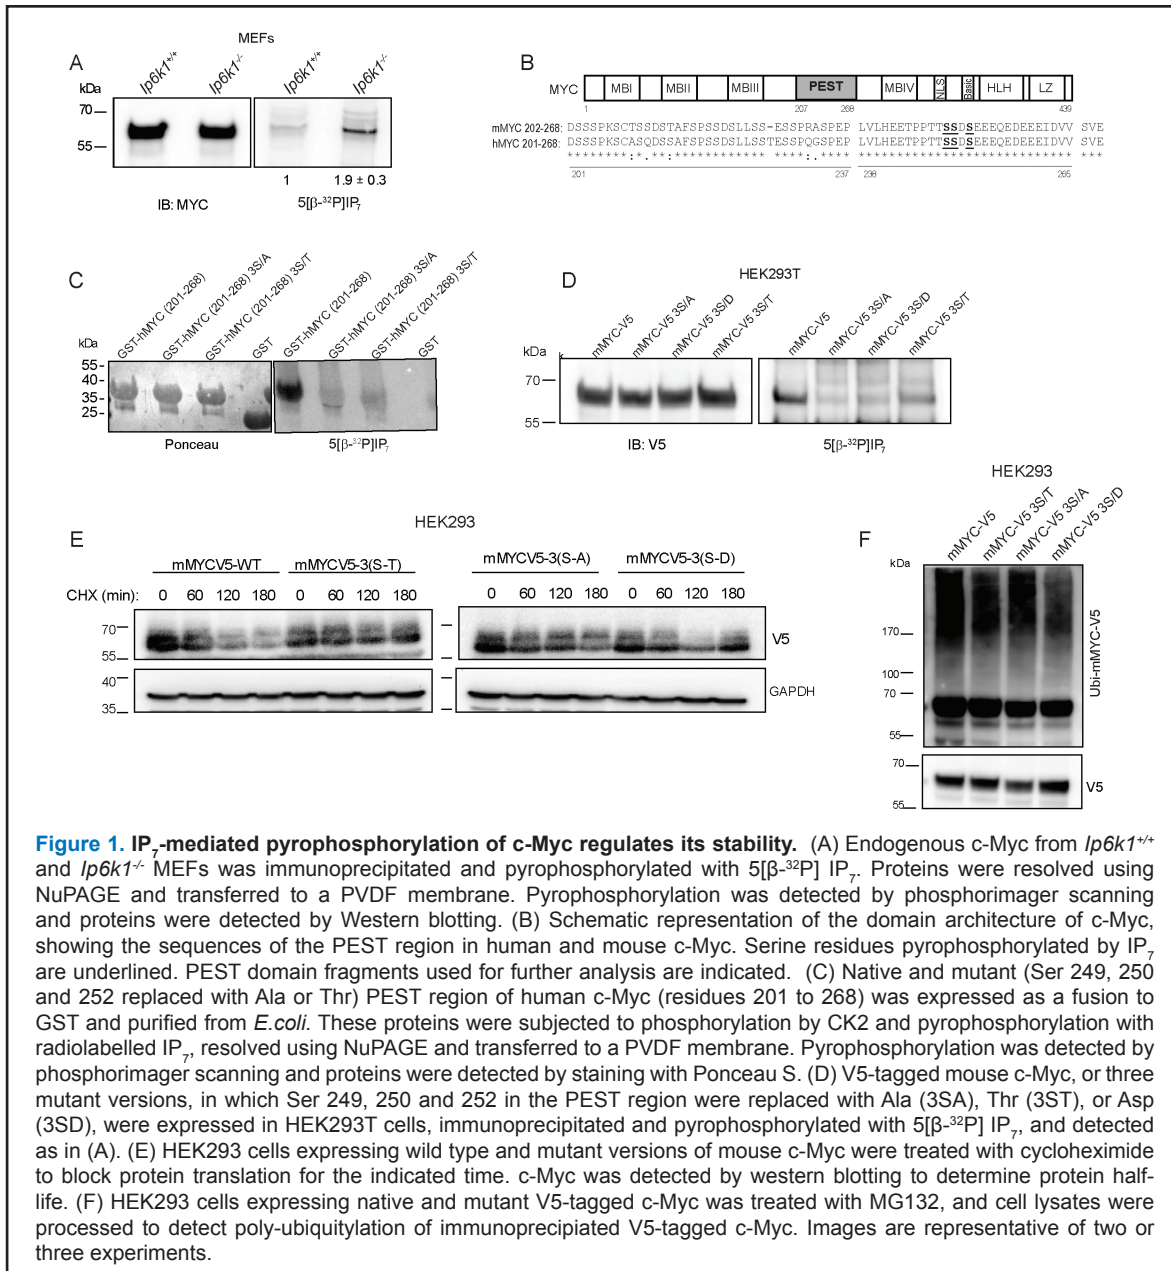 MEFs
A
Ip6k1+/+ Ip6k1-/- Ip6k1+/+ Ip6k1-/-
kDa
70
55
1 1.9 ± 0.3
IB: MYC 5[β-32P]IP7
B
MYC MBI MBII MBIII PEST MBIV NLS Basic HLH LZ
1 207 268 439
mMYC 202-268: DSSSPKSCTSSDSTAFSPSSDSLLSS-ESSPRASPEP LVLHEETPPTTSSDSEEEQEDEEEIDVV SVE
hMYC 201-268: DSSSPKSCASQDSSAFSPSSDSLLSSTESSPQGSPEP LVLHEETPPTTSSDSEEEQEDEEEIDVV SVE
201 237 238 265
C
GST-hMYC (201-268) GST-hMYC (201-268) 3S/A GST-hMYC (201-268) 3S/T GST GST-hMYC (201-268) GST-hMYC (201-268) 3S/A GST-hMYC (201-268) 3S/T GST
kDa
55-
40-
35-
25-
Ponceau 5[β-32P]IP7
D
HEK293T
mMYC-V5 mMYC-V5 3S/A mMYC-V5 3S/D mMYC-V5 3S/T mMYC-V5 mMYC-V5 3S/A mMYC-V5 3S/D mMYC-V5 3S/T
kDa
70
55
IB: V5 5[β-32P]IP7
E
HEK293
mMYCV5-WT mMYCV5-3(S-T) mMYCV5-3(S-A) mMYCV5-3(S-D)
CHX (min): 0 60 120 180 0 60 120 180 0 60 120 180 0 60 120 180
70
55
V5
40
35
GAPDH
HEK293
F
mMYC-V5 mMYC-V5 3S/T mMYC-V5 3S/A mMYC-V5 3S/D
kDa
170
100
70
55
Ubi-mMYC-V5
70
55
V5
Figure 1. IP7-mediated pyrophosphorylation of c-Myc regulates its stability. (A) Endogenous c-Myc from Ip6k1+/+
and Ip6k1-/- MEFs was immunoprecipitated and pyrophosphorylated with 5[β-32P] IP7. Proteins were resolved using
NuPAGE and transferred to a PVDF membrane. Pyrophosphorylation was detected by phosphorimager scanning
and proteins were detected by Western blotting. (B) Schematic representation of the domain architecture of c-Myc,
showing the sequences of the PEST region in human and mouse c-Myc. Serine residues pyrophosphorylated by IP7
are underlined. PEST domain fragments used for further analysis are indicated. (C) Native and mutant (Ser 249, 250
and 252 replaced with Ala or Thr) PEST region of human c-Myc (residues 201 to 268) was expressed as a fusion to
GST and purified from E.coli. These proteins were subjected to phosphorylation by CK2 and pyrophosphorylation with
radiolabelled IP7, resolved using NuPAGE and transferred to a PVDF membrane. Pyrophosphorylation was detected by
phosphorimager scanning and proteins were detected by staining with Ponceau S. (D) V5-tagged mouse c-Myc, or three
mutant versions, in which Ser 249, 250 and 252 in the PEST region were replaced with Ala (3SA), Thr (3ST), or Asp
(3SD), were expressed in HEK293T cells, immunoprecipitated and pyrophosphorylated with 5[β-32P] IP7, and detected
as in (A). (E) HEK293 cells expressing wild type and mutant versions of mouse c-Myc were treated with cycloheximide
to block protein translation for the indicated time. c-Myc was detected by western blotting to determine protein half-
life. (F) HEK293 cells expressing native and mutant V5-tagged c-Myc was treated with MG132, and cell lysates were
processed to detect poly-ubiquitylation of immunoprecipiated V5-tagged c-Myc. Images are representative of two or
three experiments.